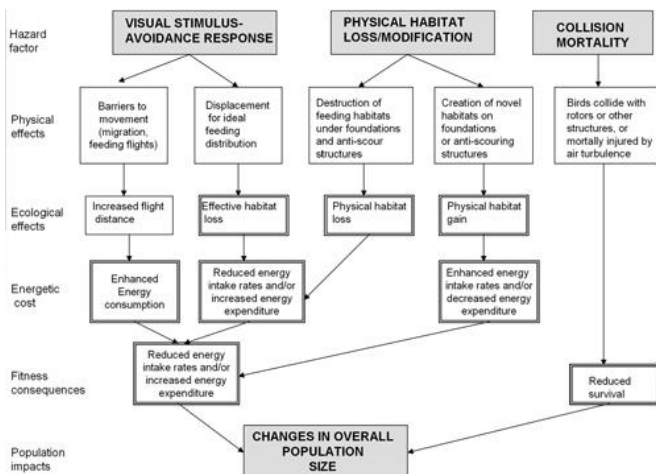 Hazard factor
VISUAL STIMULUS-
AVOIDANCE RESPONSE
PHYSICAL HABITAT
LOSS/MODIFICATION
COLLISION
MORTALITY
Physical effects
Barriers to
movement
(migration,
feeding flights)
Displacement
for ideal
feeding
distribution
Destruction of
feeding habitats
under foundations
and anti-scour
structures
Creation of novel
habitats on
foundations
or anti-scouring
structures
Birds collide with
rotors or other
structures, or
mortally injured by
air turbulence
Ecological
effects
Increased flight
distance
Effective habitat
loss
Physical habitat
loss
Physical habitat
gain
Energetic
cost
Enhanced
Energy
consumption
Reduced energy
intake rates and/or
increased energy
expenditure
Enhanced energy
intake rates and/or
decreased energy
expenditure
Fitness
consequences
Reduced energy
intake rates and/or
increased energy
expenditure
Reduced
survival
Population
impacts
CHANGES IN OVERALL
POPULATION
SIZE